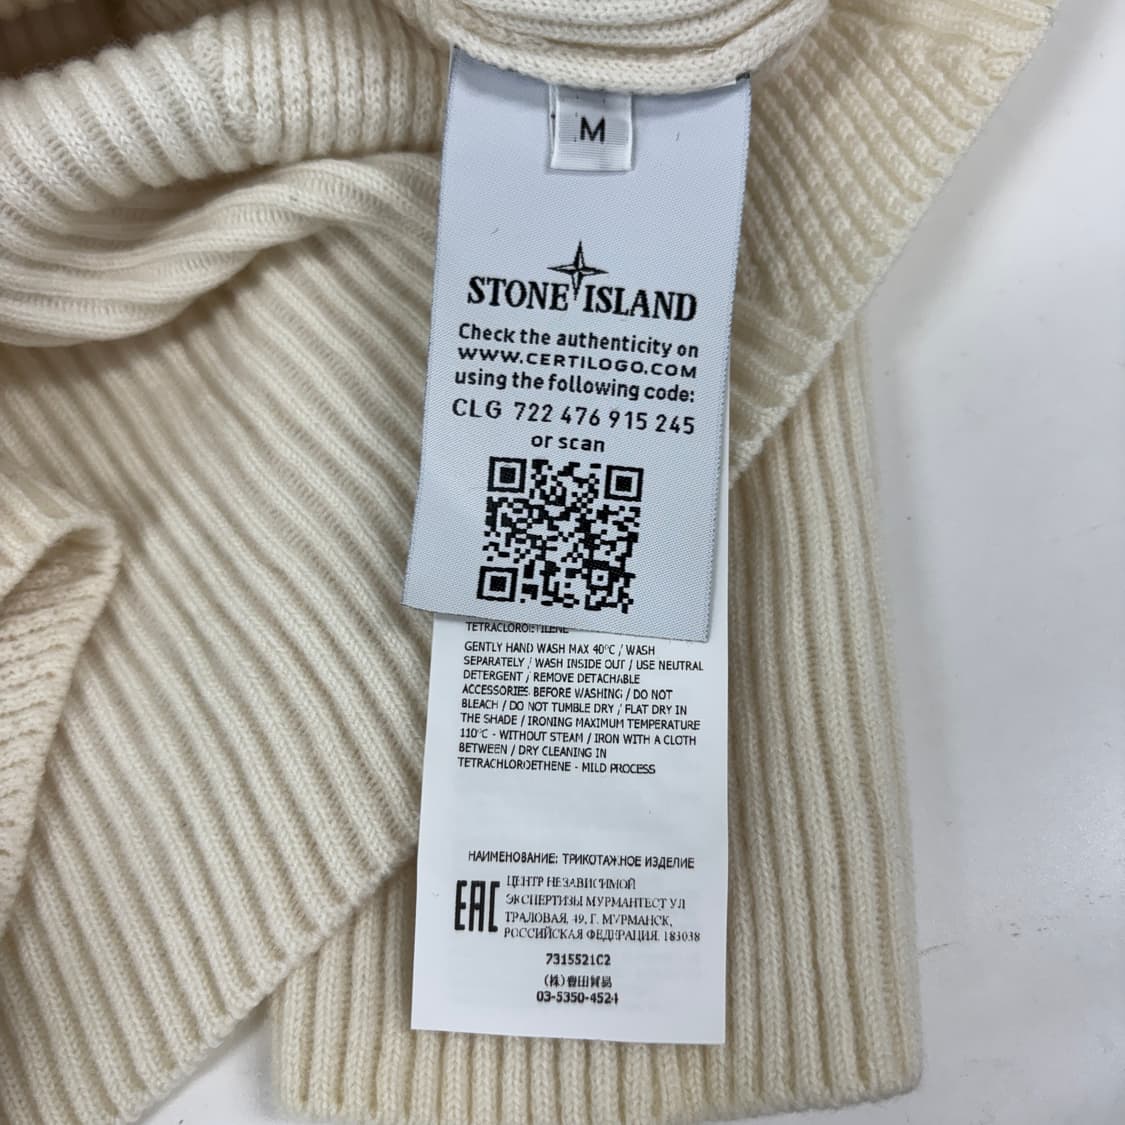 M
STONE ISLAND
Check the authenticity on
WWW.CERTILOGO.COM
using the following code:
CLG 722 476 915 245
or scan
GENTLY HAND WASH MAX 40°C / WASH
SEPARATELY / WASH INSIDE OUT / USE NEUTRAL
DETERGENT / REMOVE DETACHABLE
ACCESSORIES BEFORE WASHING / DO NOT
BLEACH / DO NOT TUMBLE DRY / FLAT DRY IN
THE SHADE / IRONING MAXIMUM TEMPERATURE
110°C - WITHOUT STEAM / IRON WITH A CLOTH
BETWEEN / DRY CLEANING IN
TETRACHLOROETHENE - MILD PROCESS
НАИМЕНОВАНИЕ: ТРИКОТАЖНОЕ ИЗДЕЛИЕ
EAC
ЦЕНТР НЕЗАВИСИМОЙ
ЭКСПЕРТИЗЫ МУРМАНТЕСТ УЛ
ТРАЛОВАЯ, 49, Г. МУРМАНСК,
РОССИЙСКАЯ ФЕДЕРАЦИЯ, 183038
7315521C2
(株)豊田貿易
03-5350-4524